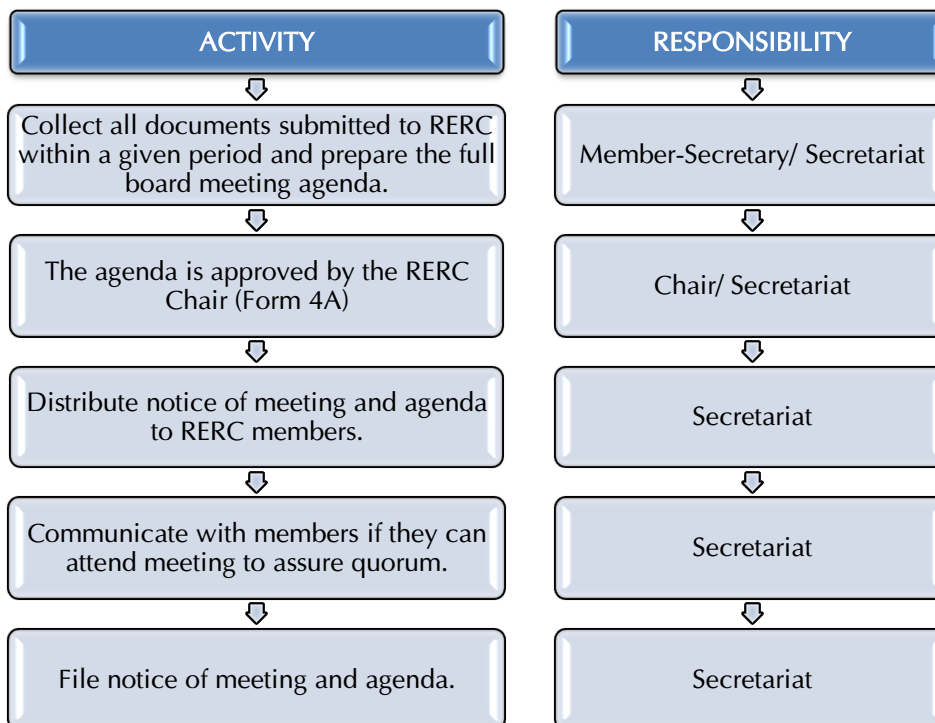 ACTIVITY
RESPONSIBILITY
Collect all documents submitted to RERC
within a given period and prepare the full
board meeting agenda.
Member-Secretary/ Secretariat
The agenda is approved by the RERC
Chair (Form 4A)
Chair/ Secretariat
Distribute notice of meeting and agenda
to RERC members.
Secretariat
Communicate with members if they can
attend meeting to assure quorum.
Secretariat
File notice of meeting and agenda.
Secretariat